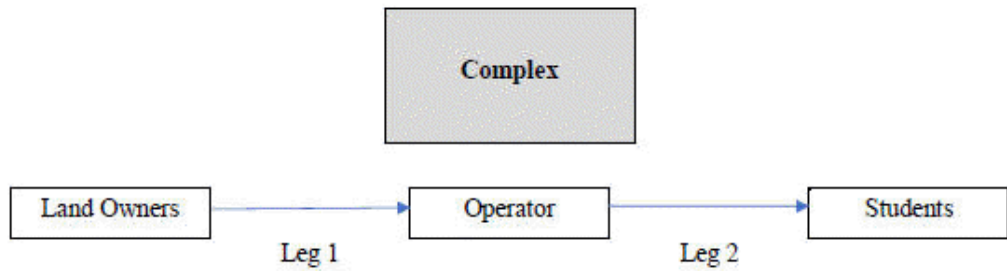 Complex
Land Owners
Operator
Students
Leg 1
Leg 2